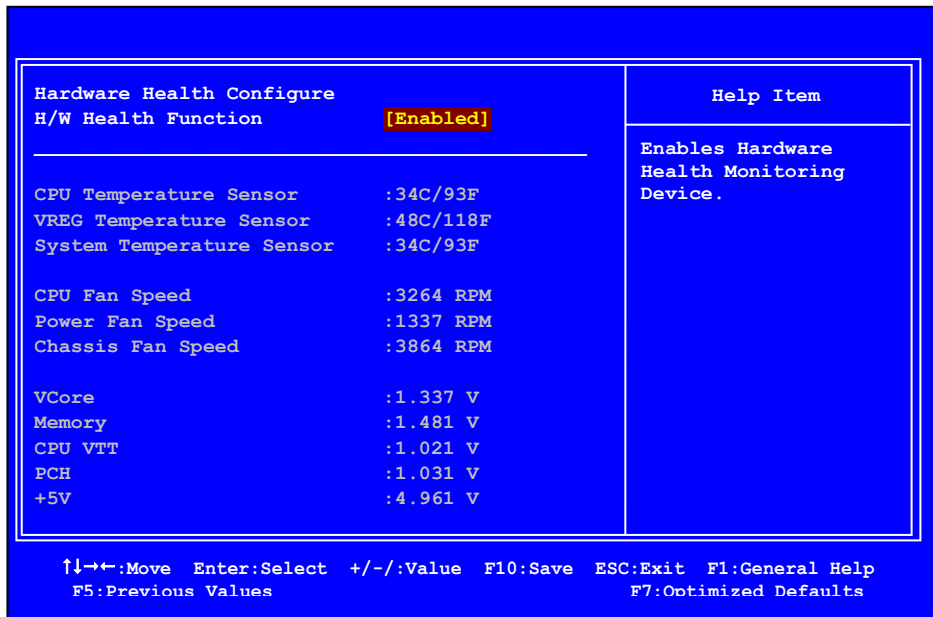 Hardware Health Configure
H/W Health Function [Enabled]
CPU Temperature Sensor :34C/93F
VREG Temperature Sensor :48C/118F
System Temperature Sensor :34C/93F
CPU Fan Speed :3264 RPM
Power Fan Speed :1337 RPM
Chassis Fan Speed :3864 RPM
VCore :1.337 V
Memory :1.481 V
CPU VTT :1.021 V
PCH :1.031 V
+5V :4.961 V
Help Item
Enables Hardware
Health Monitoring
Device.
↑↓→←:Move Enter:Select +/-/:Value F10:Save ESC:Exit F1:General Help
F5:Previous Values F7:Optimized Defaults